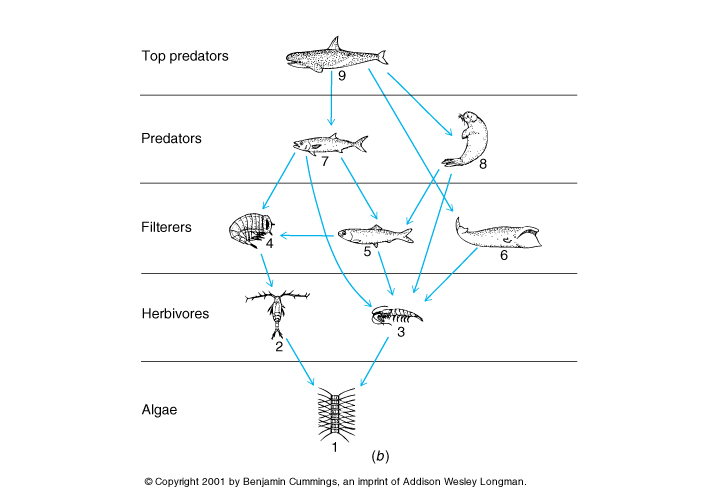 Top predators
9
Predators
7
8
Filterers
4
5
6
Herbivores
2
3
Algae
1
(b)
© Copyright 2001 by Benjamin Cummings, an imprint of Addison Wesley Longman.